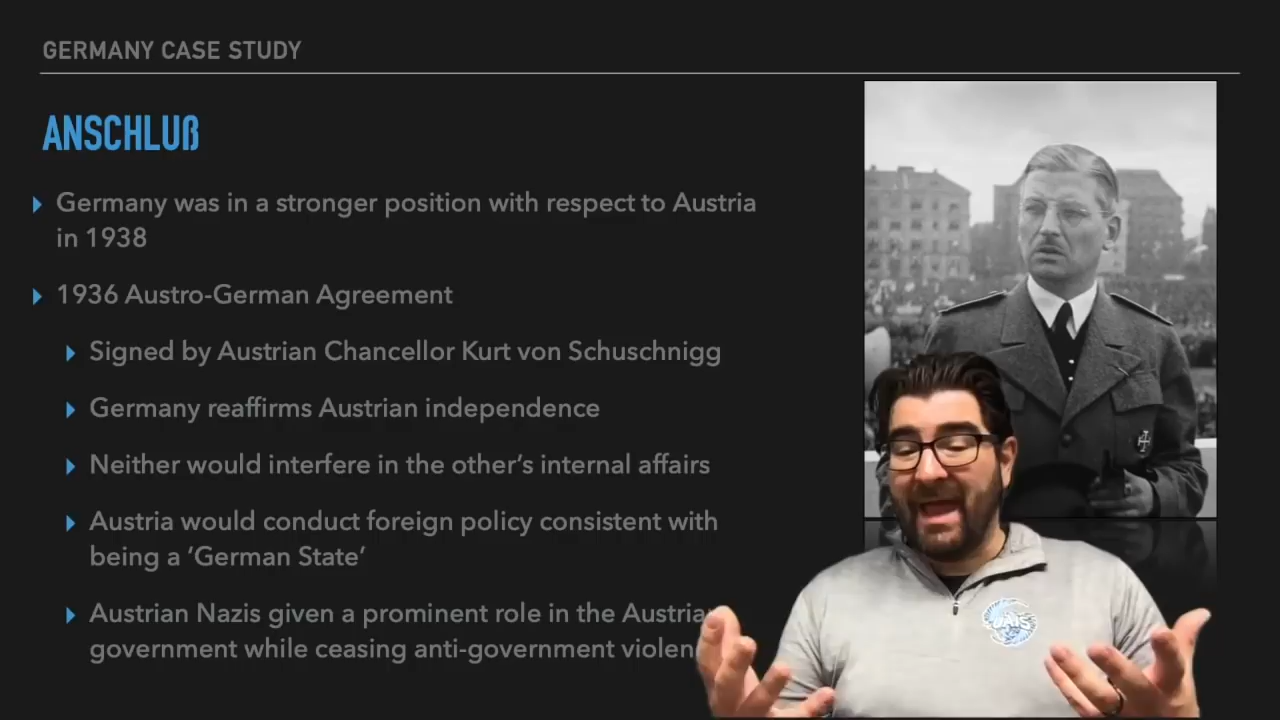 GERMANY CASE STUDY
ANSCHLUß
Germany was in a stronger position with respect to Austria
in 1938
1936 Austro-German Agreement
Signed by Austrian Chancellor Kurt von Schuschnigg
Germany reaffirms Austrian independence
Neither would interfere in the other’s internal affairs
Austria would conduct foreign policy consistent with
being a ‘German State’
Austrian Nazis given a prominent role in the Austria
government while ceasing anti-government violen
UAIS